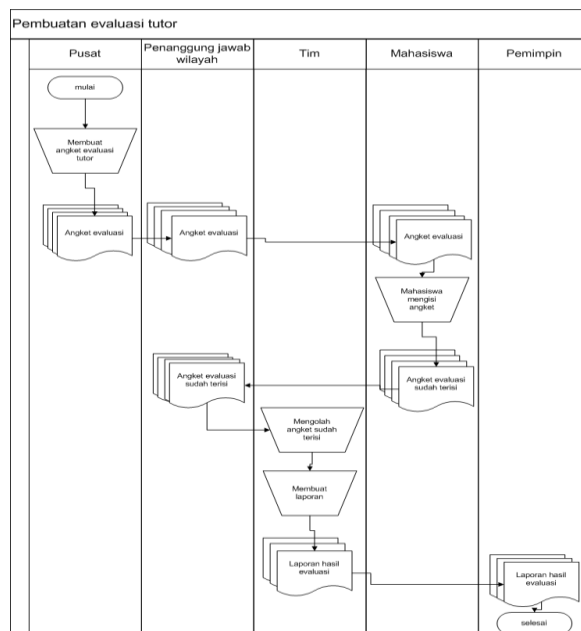 Pembuatan evaluasi tutor
Pusat
Penanggung jawab
wilayah
Tim
Mahasiswa
Pemimpin
mulai
Membuat
angket evaluasi
tutor
Angket evaluasi
Angket evaluasi
Angket evaluasi
Mahasiswa
mengisi
angket
Angket evaluasi
sudah terisi
Angket evaluasi
sudah terisi
Mengolah
angket sudah
terisi
Membuat
laporan
Laporan hasil
evaluasi
Laporan hasil
evaluasi
selesai